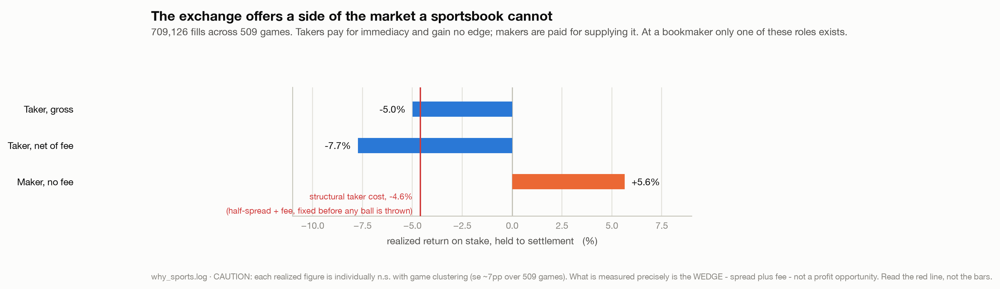 The exchange offers a side of the market a sportsbook cannot
709,126 fills across 509 games. Takers pay for immediacy and gain no edge; makers are paid for supplying it. At a bookmaker only one of these roles exists.
Taker, gross
-5.0%
Taker, net of fee
-7.7%
Maker, no fee
+5.6%
structural taker cost, -4.6%
(half-spread + fee, fixed before any ball is thrown)
−10.0 −7.5 −5.0 −2.5 0.0 2.5 5.0 7.5
realized return on stake, held to settlement (%)
why_sports.log · CAUTION: each realized figure is individually n.s. with game clustering (se ~7pp over 509 games). What is measured precisely is the WEDGE - spread plus fee - not a profit opportunity. Read the red line, not the bars.